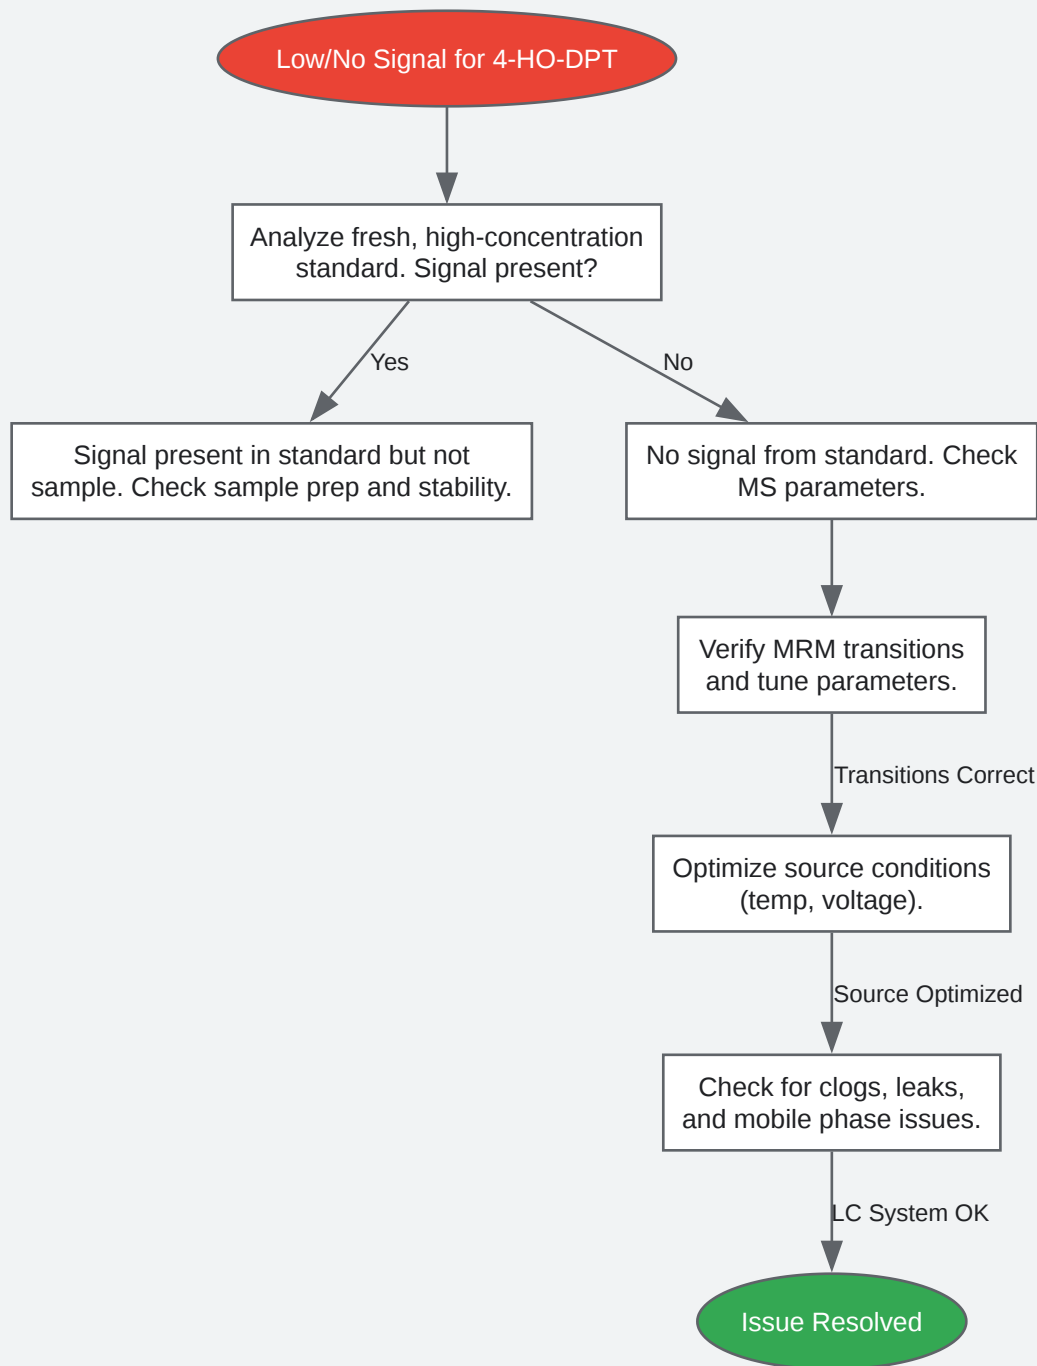 Low/No Signal for 4-HO-DPT
Analyze fresh, high-concentration
standard. Signal present?
Yes
No
Signal present in standard but not
sample. Check sample prep and stability.
No signal from standard. Check
MS parameters.
Verify MRM transitions
and tune parameters.
Transitions Correct
Optimize source conditions
(temp, voltage).
Source Optimized
Check for clogs, leaks,
and mobile phase issues.
LC System OK
Issue Resolved